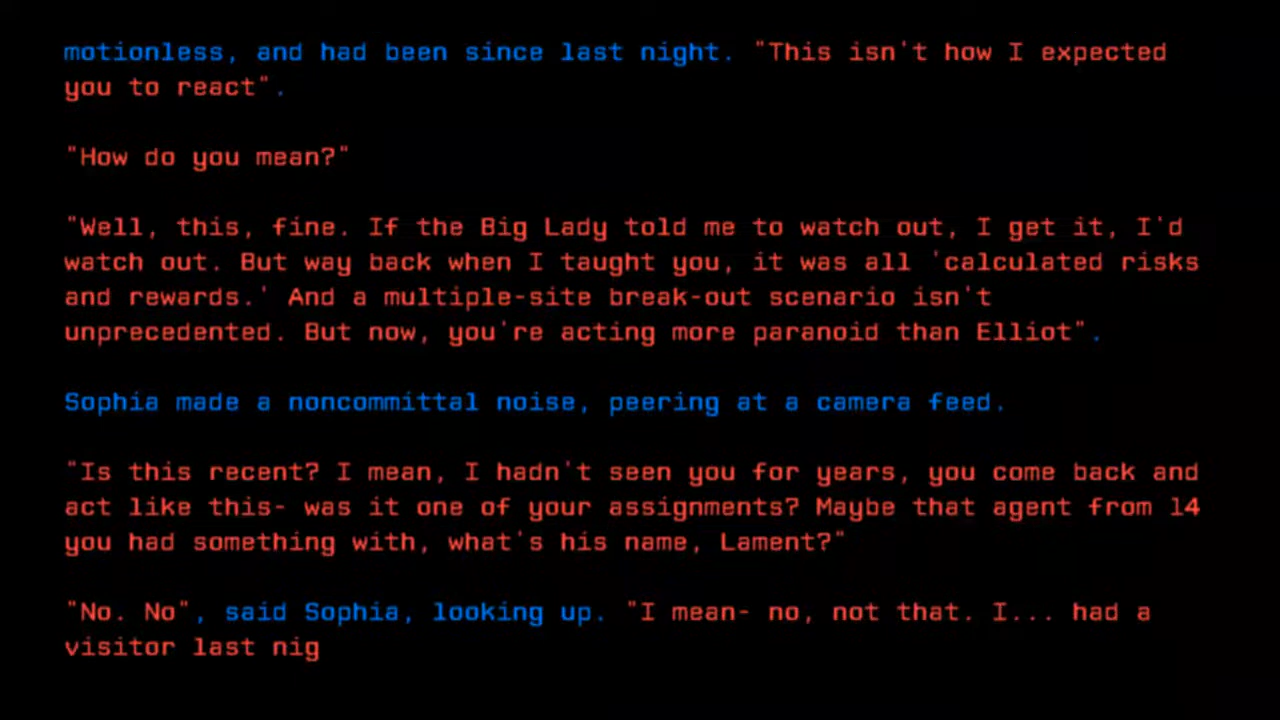 motionless, and had been since last night. "This isn't how I expected
you to react".
"How do you mean?"
"Well, this, fine. If the Big Lady told me to watch out, I get it, I'd
watch out. But way back when I taught you, it was all 'calculated risks
and rewards.' And a multiple-site break-out scenario isn't
unprecedented. But now, you're acting more paranoid than Elliot".
Sophia made a noncommittal noise, peering at a camera feed.
"Is this recent? I mean, I hadn't seen you for years, you come back and
act like this- was it one of your assignments? Maybe that agent from 14
you had something with, what's his name, Lament?"
"No. No", said Sophia, looking up. "I mean- no, not that. I... had a
visitor last nig